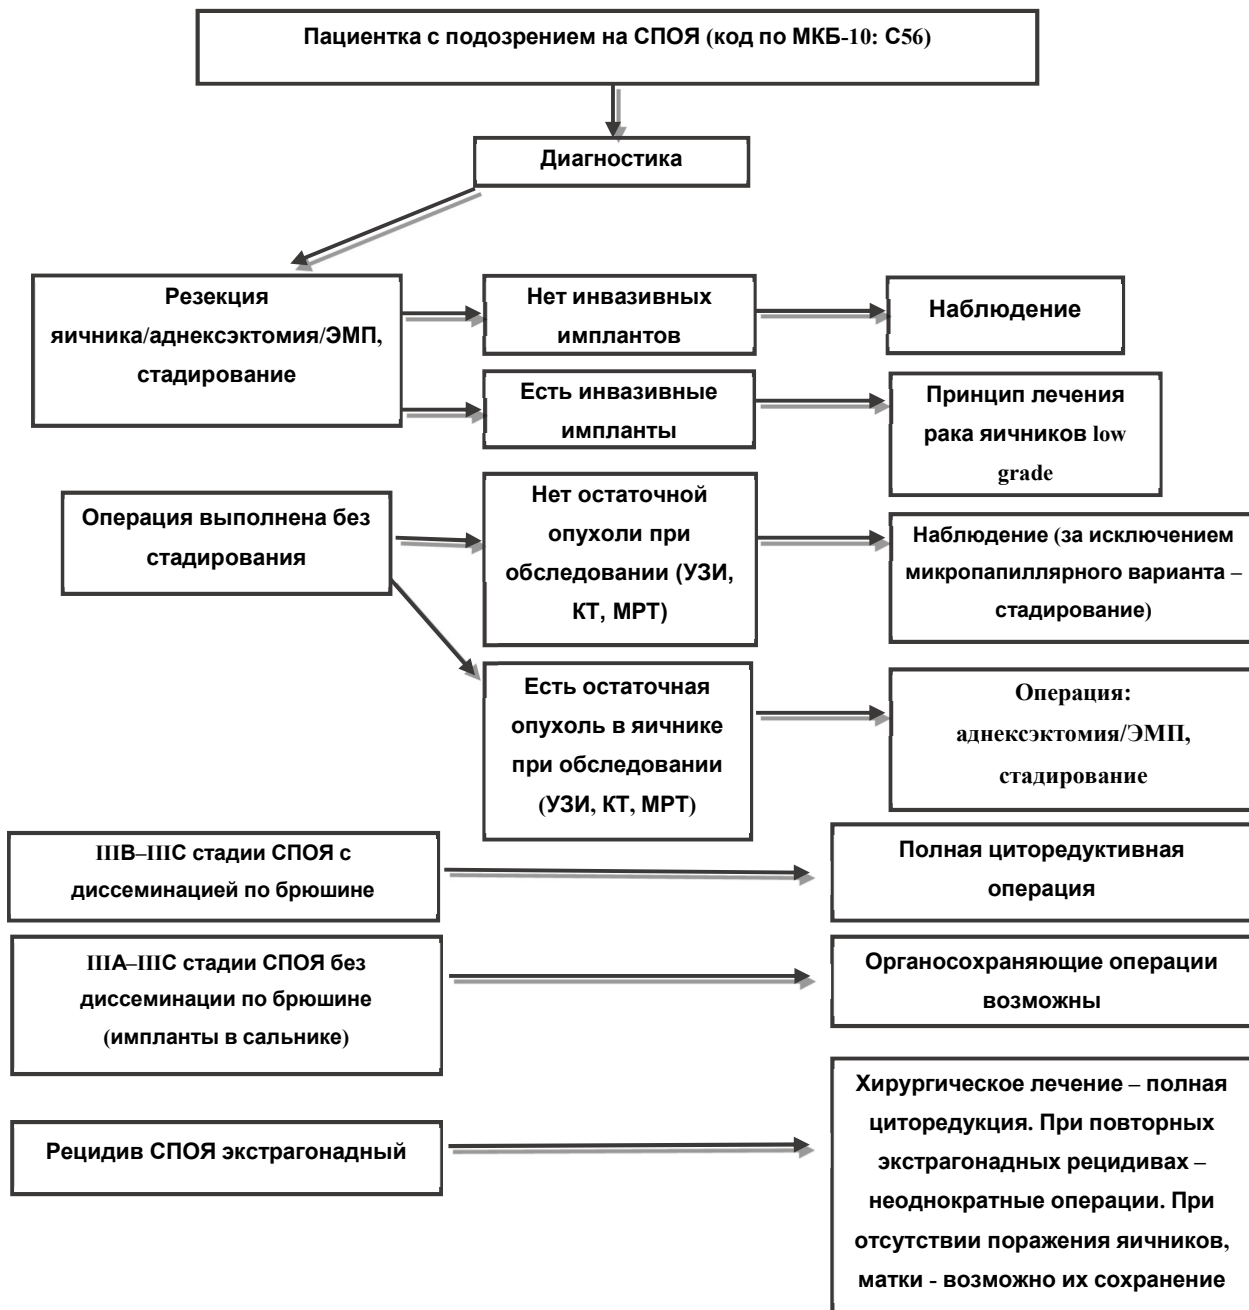 Пациентка с подозрением на СПОЯ (код по МКБ-10: C56)
Диагностика
Резекция
яичника/аднексэктомия/ЭМП,
стадирование
Нет инвазивных
имплантов
Наблюдение
Есть инвазивные
импланты
Принцип лечения
рака яичников low
grade
Операция выполнена без
стадирования
Нет остаточной
опухоли при
обследовании (УЗИ,
КТ, МРТ)
Наблюдение (за исключением
микропапиллярного варианта –
стадирование)
Есть остаточная
опухоль в яичнике
при обследовании
(УЗИ, КТ, МРТ)
Операция:
аднексэктомия/ЭМП,
стадирование
IIIB–IIIC стадии СПОЯ с
диссеминацией по брюшине
Полная циторедуктивная
операция
IIIA–IIIC стадии СПОЯ без
диссеминации по брюшине
(импланты в сальнике)
Органосохраняющие операции
возможны
Рецидив СПОЯ экстрагонадный
Хирургическое лечение – полная
циторедукция. При повторных
экстрагонадных рецидивах –
неоднократные операции. При
отсутствии поражения яичников,
матки - возможно их сохранение